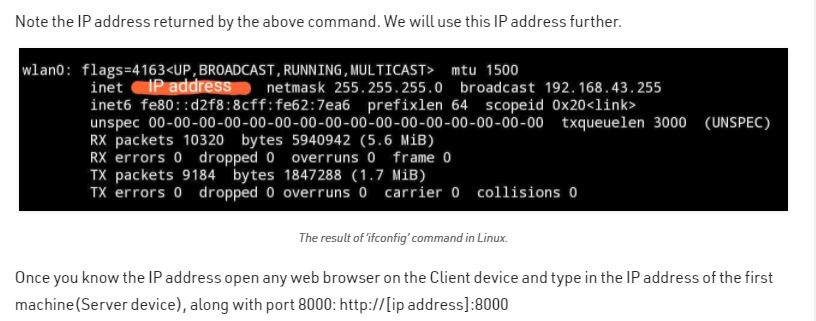 Note the IP address returned by the above command. We will use this IP address further.
wlan0: flags=4163<UP,BROADCAST,RUNNING,MULTICAST>  mtu 1500
inet IP address netmask 255.255.255.0  broadcast 192.168.43.255
inet6 fe80::d2f8:8cff:fe62:7ea6  prefixlen 64  scopeid 0x20<link>
unspec 00-00-00-00-00-00-00-00-00-00-00-00-00-00-00-00  txqueuelen 3000  (UNSPEC)
RX packets 10320  bytes 5940942 (5.6 MiB)
RX errors 0  dropped 0  overruns 0  frame 0
TX packets 9184  bytes 1847288 (1.7 MiB)
TX errors 0  dropped 0 overruns 0  carrier 0  collisions 0
The result of ‘ifconfig’ command in Linux.
Once you know the IP address open any web browser on the Client device and type in the IP address of the first
machine(Server device), along with port 8000: http://[ip address]:8000